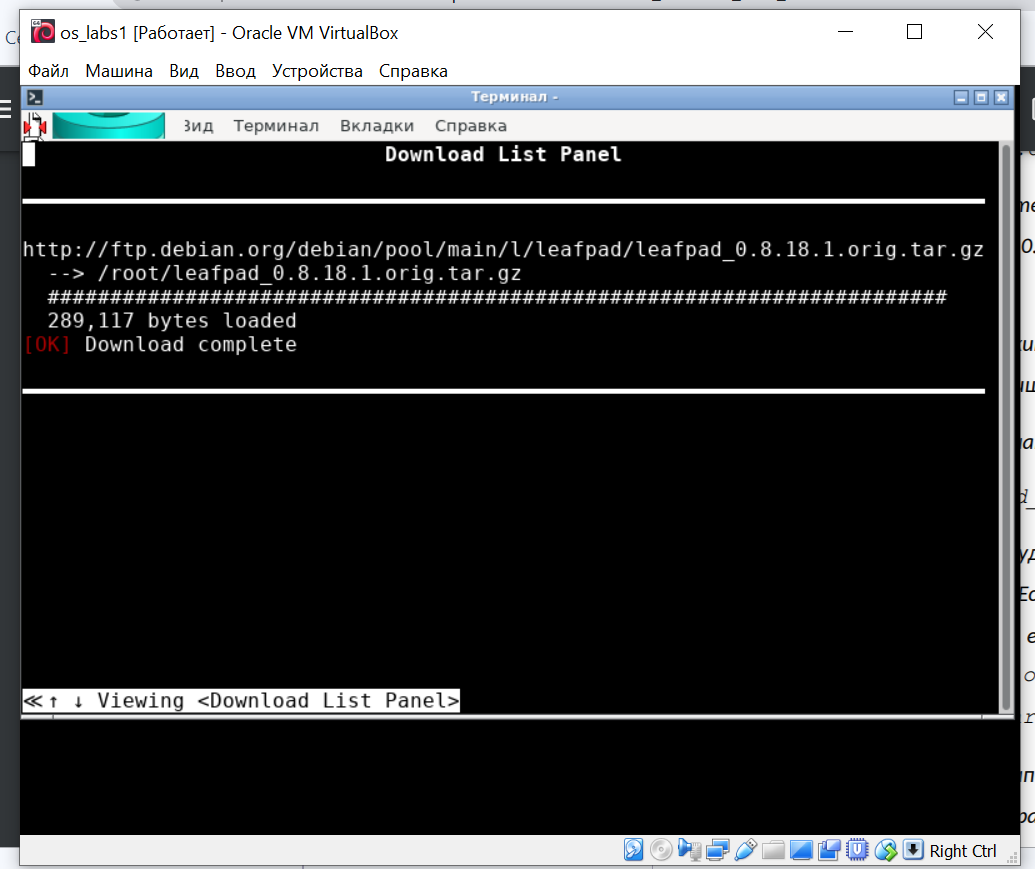 os_labs1 [Работает] - Oracle VM VirtualBox
Файл Машина Вид Ввод Устройства Справка
Терминал -
Вид Терминал Вкладки Справка
Download List Panel
http://ftp.debian.org/debian/pool/main/l/leafpad/leafpad_0.8.18.1.orig.tar.gz
--> /root/leafpad_0.8.18.1.orig.tar.gz
########################################################################
289,117 bytes loaded
[OK] Download complete
≪↑ ↓ Viewing <Download List Panel>
Right Ctrl